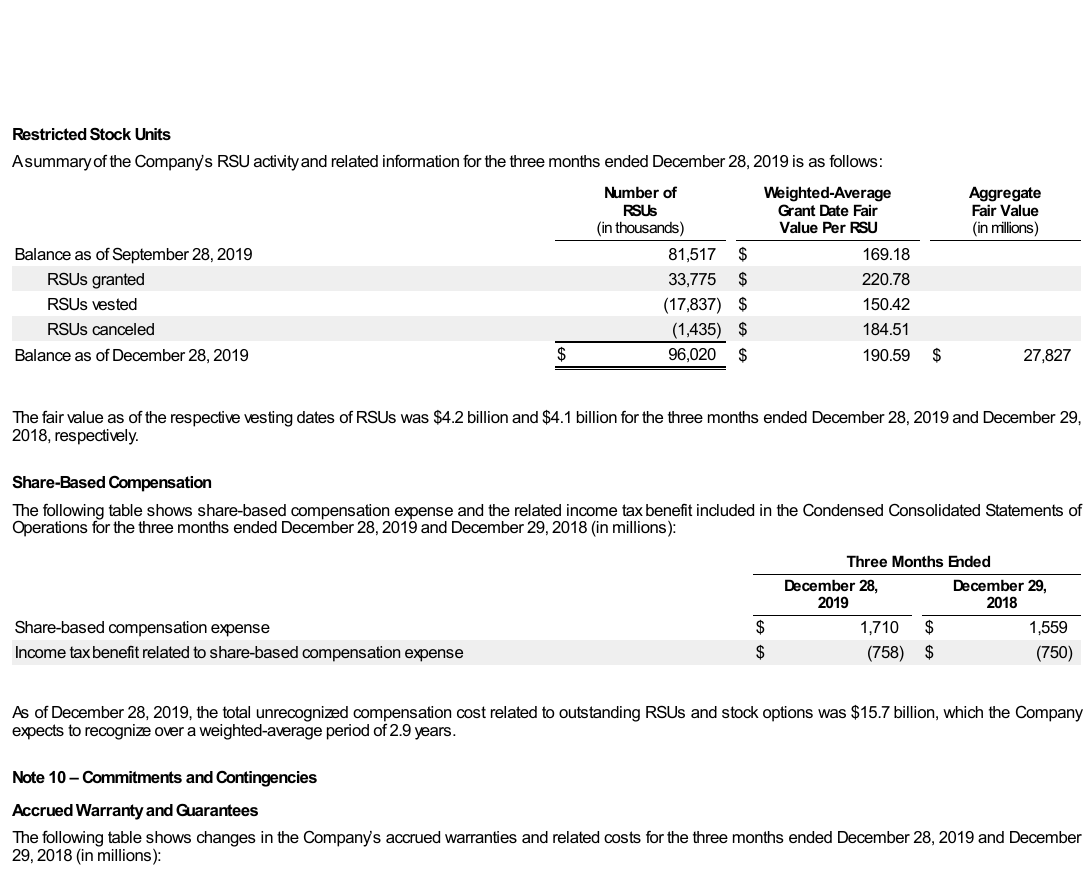 Restricted Stock Units
A summary of the Company's RSU activity and related information for the three months ended December 28, 2019 is as follows:
Number of RSUs (in thousands) Weighted-Average Grant Date Fair Value Per RSU Aggregate Fair Value (in millions)
Balance as of September 28, 2019 81,517 $ 169.18
RSUs granted 33,775 $ 220.78
RSUs vested (17,837) $ 150.42
RSUs canceled (1,435) $ 184.51
Balance as of December 28, 2019 $ 96,020 $ 190.59 $ 27,827
The fair value as of the respective vesting dates of RSUs was $4.2 billion and $4.1 billion for the three months ended December 28, 2019 and December 29,
2018, respectively.
Share-Based Compensation
The following table shows share-based compensation expense and the related income tax benefit included in the Condensed Consolidated Statements of
Operations for the three months ended December 28, 2019 and December 29, 2018 (in millions):
Three Months Ended
December 28, 2019 December 29, 2018
Share-based compensation expense $ 1,710 $ 1,559
Income tax benefit related to share-based compensation expense $ (758) $ (750)
As of December 28, 2019, the total unrecognized compensation cost related to outstanding RSUs and stock options was $15.7 billion, which the Company
expects to recognize over a weighted-average period of 2.9 years.
Note 10 – Commitments and Contingencies
Accrued Warranty and Guarantees
The following table shows changes in the Company's accrued warranties and related costs for the three months ended December 28, 2019 and December
29, 2018 (in millions):